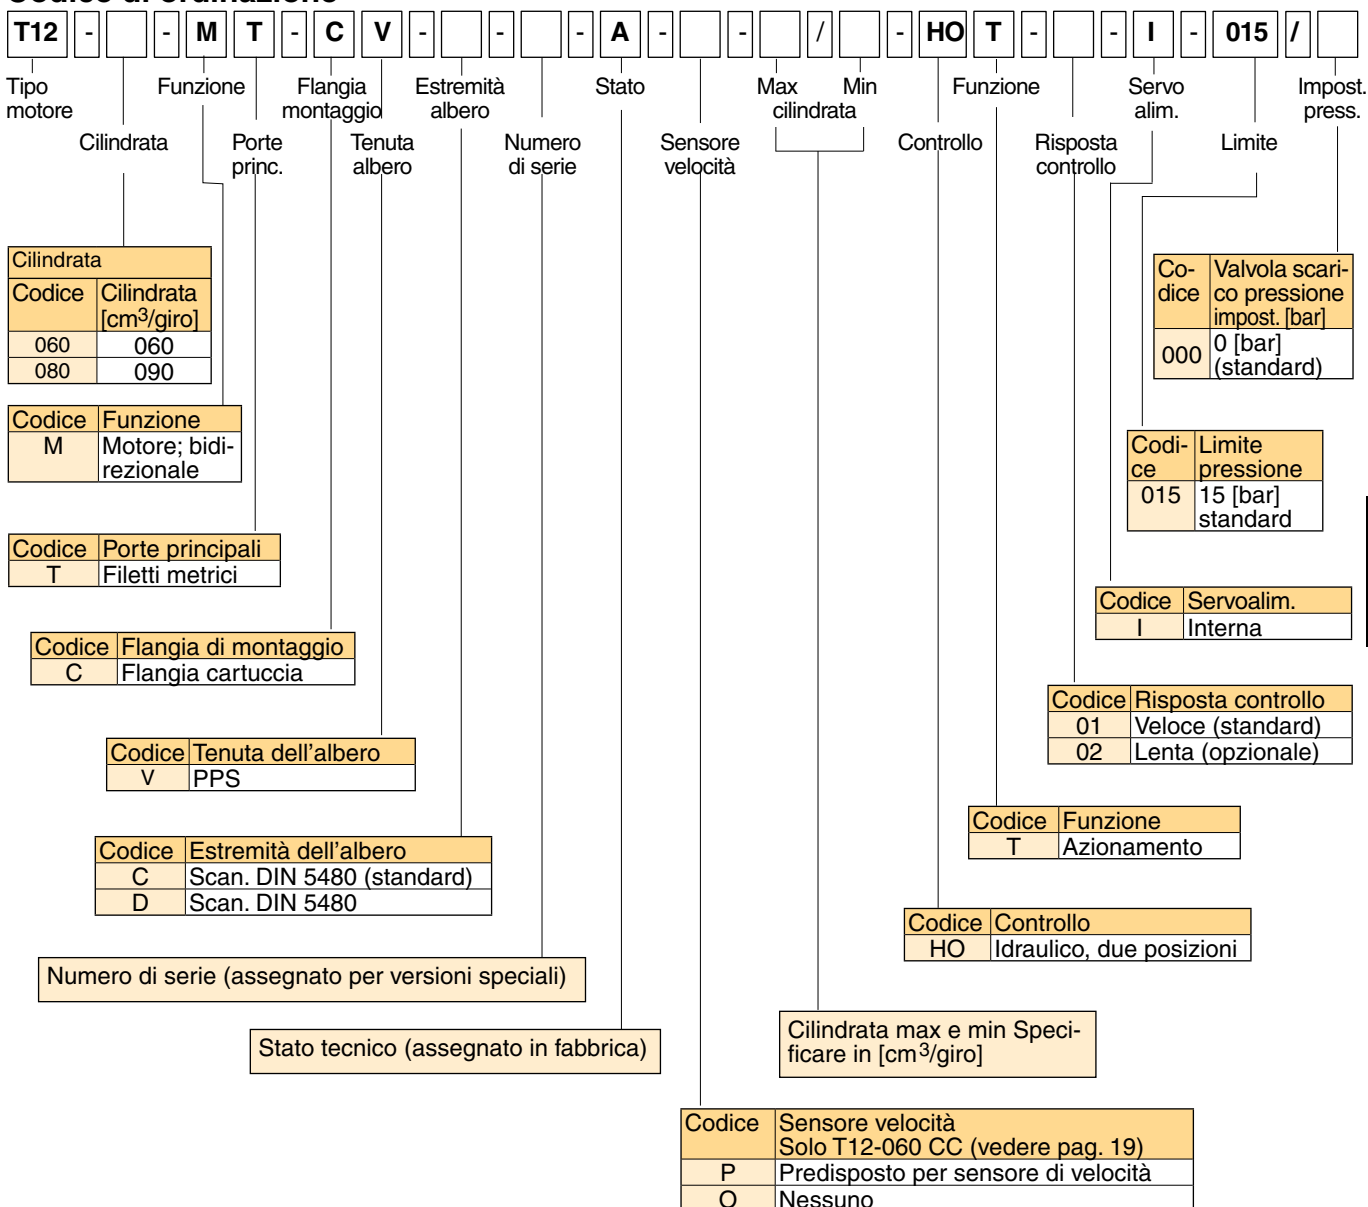 Codice di ordinazione
T12 - - M T - C V - - - A - - / - HO T - - I - 015 /
Tipo motore
Funzione
Flangia montaggio
Estremità albero
Stato
Max Min
cilindrata
Funzione
Servo alim.
Impost. press.
Cilindrata
Porte princ.
Tenuta albero
Numero di serie
Sensore velocità
Controllo
Risposta controllo
Limite
Cilindrata
Codice Cilindrata
[cm3/giro]
060 060
080 090
Co-
dice
Valvola scari-
co pressione
impost. [bar]
000 0 [bar]
(standard)
Codice Funzione
M Motore; bidi-
rezionale
Codi-
ce
Limite
pressione
015 15 [bar]
standard
Codice Porte principali
T Filetti metrici
Codice Servoalim.
I Interna
Codice Flangia di montaggio
C Flangia cartuccia
Codice Risposta controllo
01 Veloce (standard)
02 Lenta (opzionale)
Codice Tenuta dell'albero
V PPS
Codice Funzione
T Azionamento
Codice Estremità dell'albero
C Scan. DIN 5480 (standard)
D Scan. DIN 5480
Codice Controllo
HO Idraulico, due posizioni
Numero di serie (assegnato per versioni speciali)
Stato tecnico (assegnato in fabbrica)
Cilindrata max e min Speci-
ficare in [cm3/giro]
Codice Sensore velocità
Solo T12-060 CC (vedere pag. 19)
P Predisposto per sensore di velocità
O Nessuno